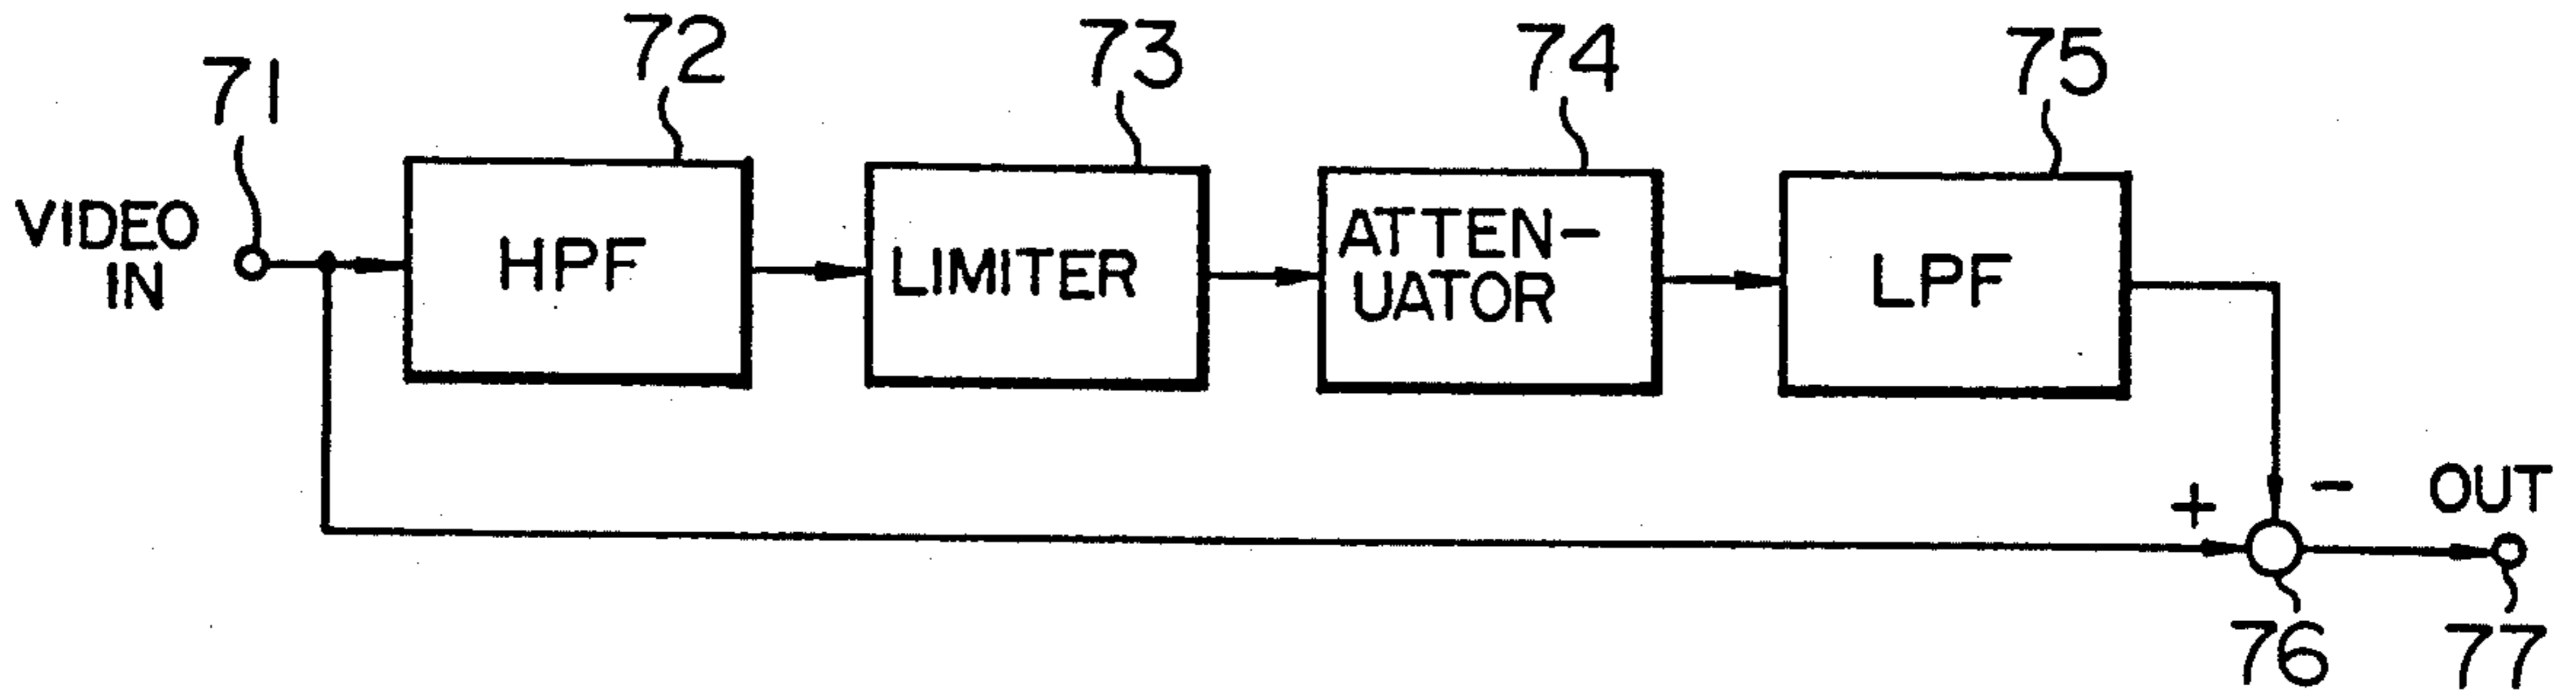 71
72
73
74
75
VIDEO
IN
HPF
LIMITER
ATTEN-
UATOR
LPF
+
-
OUT
76
77